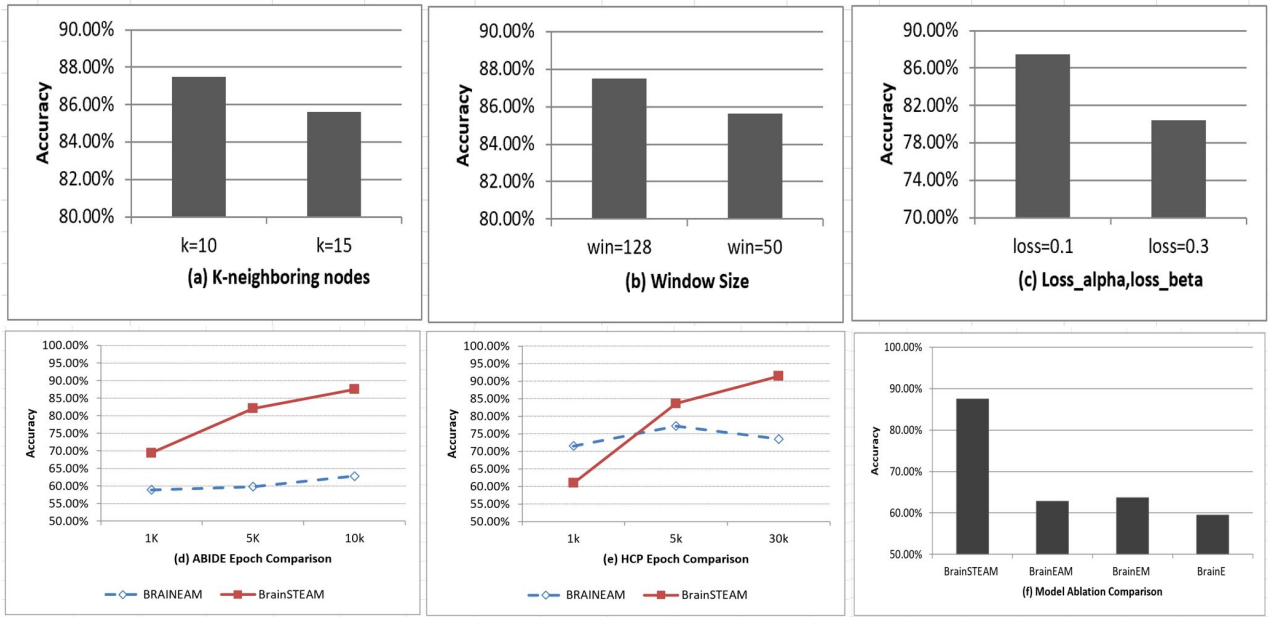 90.00%
88.00%
86.00%
84.00%
82.00%
80.00%
Accuracy
k=10 k=15
(a) K-neighboring nodes
90.00%
88.00%
86.00%
84.00%
82.00%
80.00%
Accuracy
win=128 win=50
(b) Window Size
90.00%
86.00%
82.00%
78.00%
74.00%
70.00%
Accuracy
loss=0.1 loss=0.3
(c) Loss_alpha,loss_beta
100.00%
95.00%
90.00%
85.00%
80.00%
75.00%
70.00%
65.00%
60.00%
55.00%
50.00%
Accuracy
1K 5K 10k
(d) ABIDE Epoch Comparison
BRAINEAM BrainSTEAM
100.00%
95.00%
90.00%
85.00%
80.00%
75.00%
70.00%
65.00%
60.00%
55.00%
50.00%
Accuracy
1k 5k 30k
(e) HCP Epoch Comparison
BRAINEAM BrainSTEAM
100.00%
90.00%
80.00%
70.00%
60.00%
50.00%
Accuracy
BrainSTEAM BrainEAM BrainEM BrainE
(f) Model Ablation Comparison